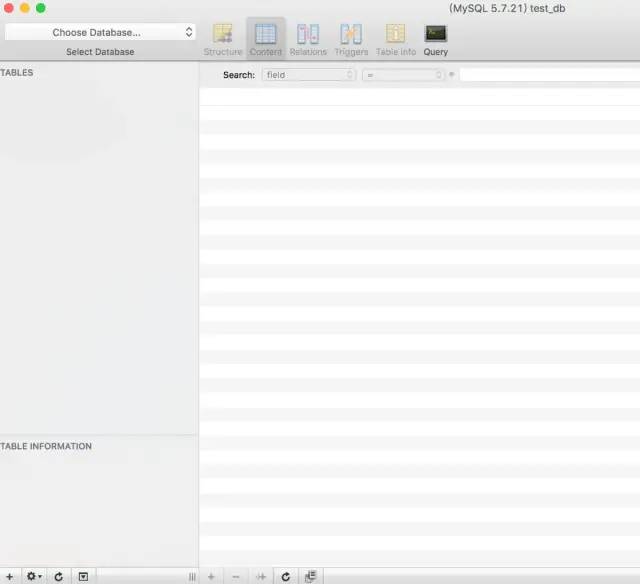 (MySQL 5.7.21) test_db
Choose Database...
Select Database
Structure
Content
Relations
Triggers
Table Info
Query
TABLES
Search:
field
=
TABLE INFORMATION